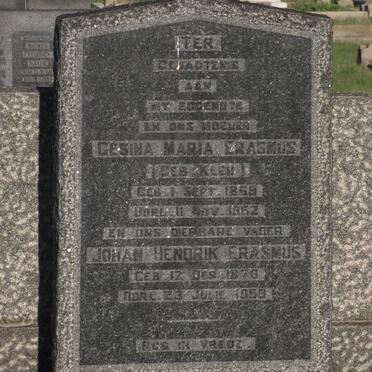 TER
GEDAGTENIS
AAN
MY EGGENOTE
EN ONS MOEDER
GESINA MARIA ERASMUS
(GEB. KLEU)
GEB. 1 SEPT. 1869
OORL. 11 NOV. 1952
EN ONS DIERBARE VADER
JOHAN HENDRIK ERASMUS
GEB. 12 DES. 1876
OORL. 23 JULIE 1959
RUS IN VREDE.